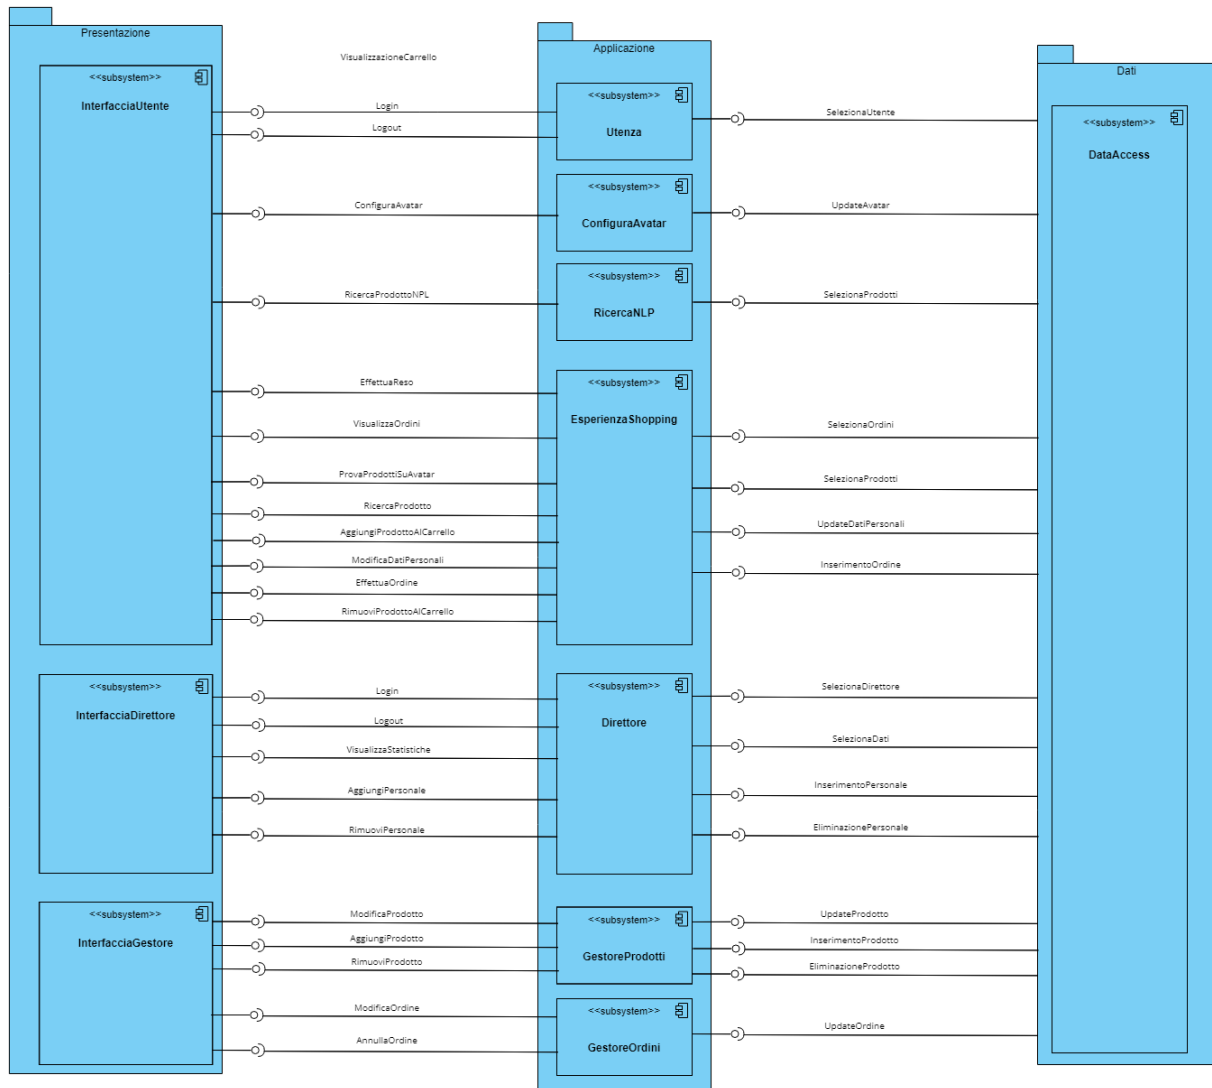 Presentazione
<<subsystem>>
InterfacciaUtente
<<subsystem>>
InterfacciaDirettore
<<subsystem>>
InterfacciaGestore
VisualizzazioneCarrello
Login
Logout
ConfiguraAvatar
RicercaProdottoNPL
EffettuaReso
VisualizzaOrdini
ProvaProdottiSuAvatar
RicercaProdotto
AggiungiProdottoAlCarrello
ModificaDatiPersonali
EffettuaOrdine
RimuoviProdottoAlCarrello
Login
Logout
VisualizzaStatistiche
AggiungiPersonale
RimuoviPersonale
ModificaProdotto
AggiungiProdotto
RimuoviProdotto
ModificaOrdine
AnnullaOrdine
Applicazione
<<subsystem>>
Utenza
<<subsystem>>
ConfiguraAvatar
<<subsystem>>
RicercaNLP
<<subsystem>>
EsperienzaShopping
<<subsystem>>
Direttore
<<subsystem>>
GestoreProdotti
<<subsystem>>
GestoreOrdini
SelezionaUtente
UpdateAvatar
SelezionaProdotti
SelezionaOrdini
SelezionaProdotti
UpdateDatiPersonali
InserimentoOrdine
SelezionaDirettore
SelezionaDati
InserimentoPersonale
EliminazionePersonale
UpdateProdotto
InserimentoProdotto
EliminazioneProdotto
UpdateOrdine
Dati
<<subsystem>>
DataAccess